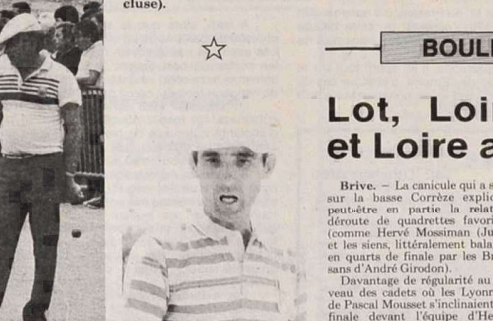 cluse).
BOUL
Lot, Loi
et Loire a
Brive. — La canicule qui a s
sur la basse Corrèze explic
peut-être en partie la relat
déroute de quadrettes favor
(comme Hervé Mossiman (Ju
et les siens, littéralement bala
en quarts de finale par les Br
sans d'André Girodon).
Davantage de régularité au
veau des cadets où les Lyonn
de Pascal Mousset s'inclinaient
finale devant l'équipe d'He